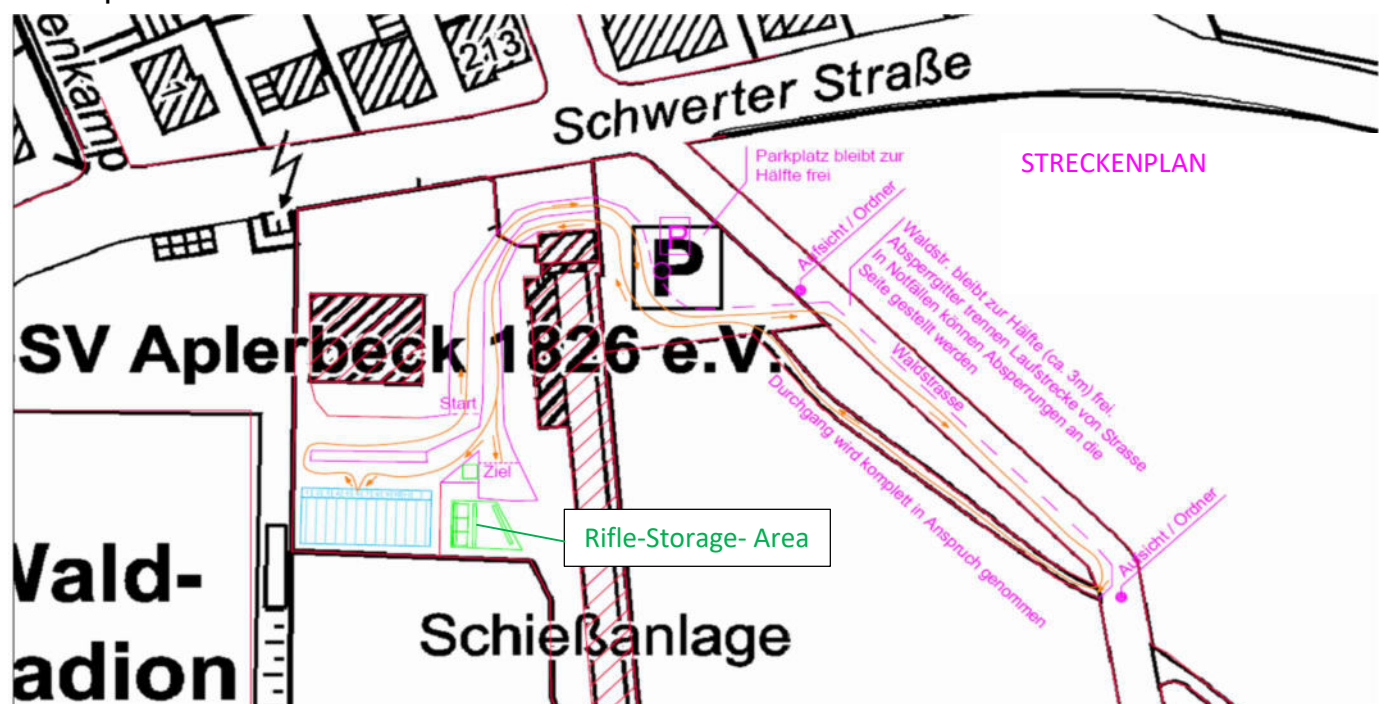 enkamp
1
213
Schwerter Straße
STRECKENPLAN
Parkplatz bleibt zur
Hälfte frei
P
P
Aufsicht / Ordner
Waldstr. bleibt zur Hälfte (ca. 3m) frei.
Absperrgitter trennen Laufstrecke von Strasse
In Notfällen können Absperrungen an die
Seite gestellt werden
Waldstrasse
SV Aplerbeck 1826 e.V.
Start
Durchgang wird komplett in Anspruch genommen
Ziel
Aufsicht / Ordner
Rifle-Storage- Area
Wald-
adion
Schießanlage